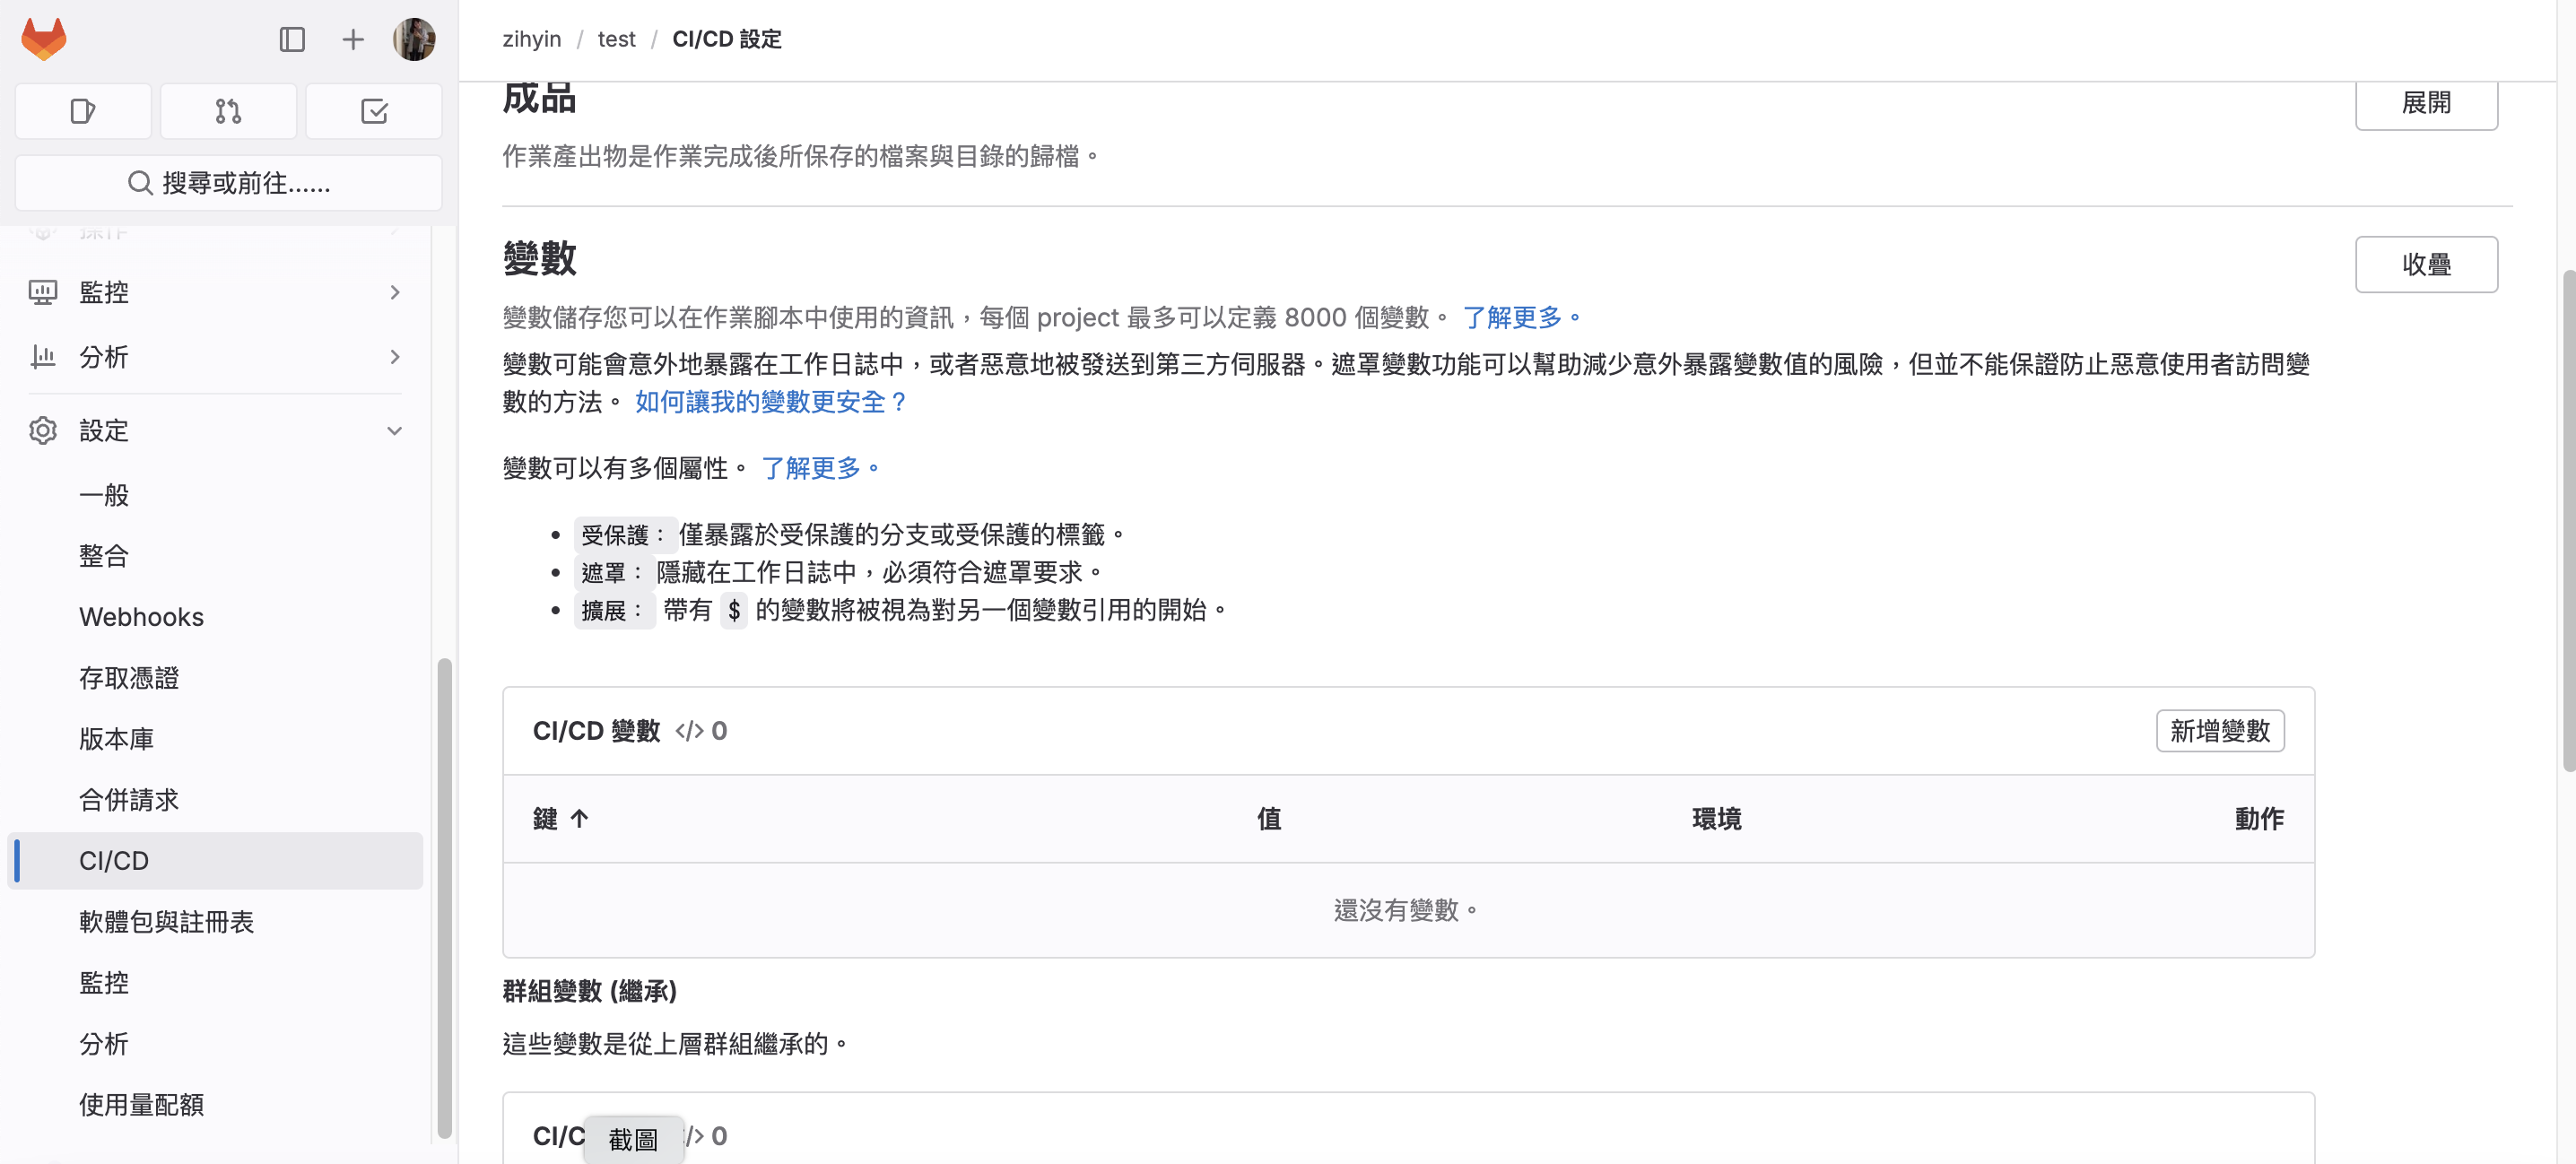 zihyin / test / CI/CD 設定
搜尋或前往......
操作
監控
分析
設定
一般
整合
Webhooks
存取憑證
版本庫
合併請求
CI/CD
軟體包與註冊表
監控
分析
使用量配額
成品
展開
作業產出物是作業完成後所保存的檔案與目錄的歸檔。
變數
收疊
變數儲存您可以在作業腳本中使用的資訊，每個 project 最多可以定義 8000 個變數。 了解更多。
變數可能會意外地暴露在工作日誌中，或者惡意地被發送到第三方伺服器。遮罩變數功能可以幫助減少意外暴露變數值的風險，但並不能保證防止惡意使用者訪問變
數的方法。 如何讓我的變數更安全？
變數可以有多個屬性。 了解更多。
• 受保護： 僅暴露於受保護的分支或受保護的標籤。
• 遮罩： 隱藏在工作日誌中，必須符合遮罩要求。
• 擴展： 帶有 $ 的變數將被視為對另一個變數引用的開始。
CI/CD 變數 </> 0
新增變數
鍵 ↑ 值 環境 動作
還沒有變數。
群組變數 (繼承)
這些變數是從上層群組繼承的。
CI/C 截圖 /> 0